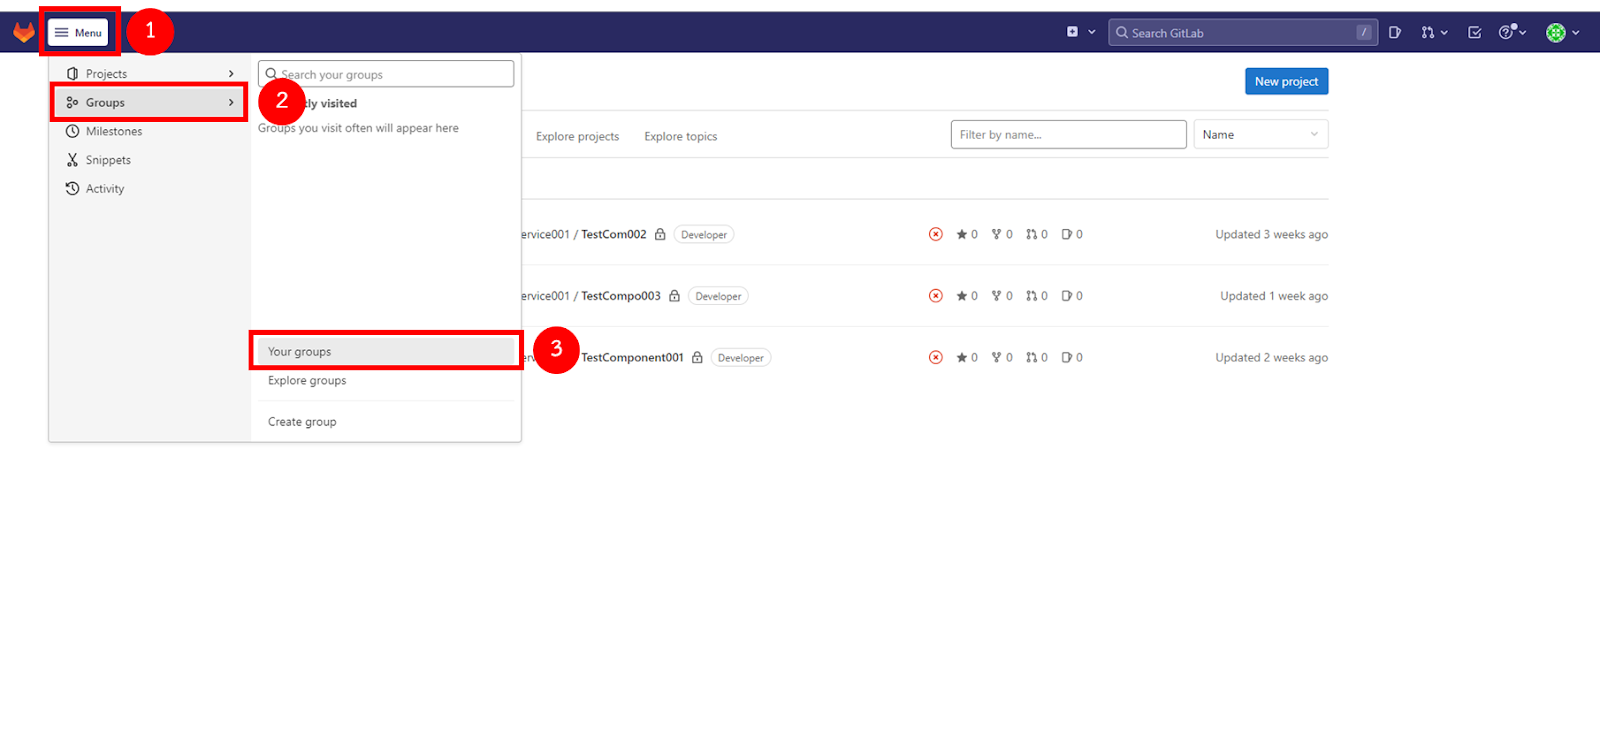 Menu
1
Search GitLab
/
Projects
Groups
Milestones
Snippets
Activity
Search your groups
2
visited
Groups you visit often will appear here
Your groups
3
Explore groups
Create group
New project
Explore projects
Explore topics
Filter by name...
Name
ervice001 / TestCom002
Developer
0
0
0
0
Updated 3 weeks ago
ervice001 / TestCompo003
Developer
0
0
0
0
Updated 1 week ago
TestComponent001
Developer
0
0
0
0
Updated 2 weeks ago